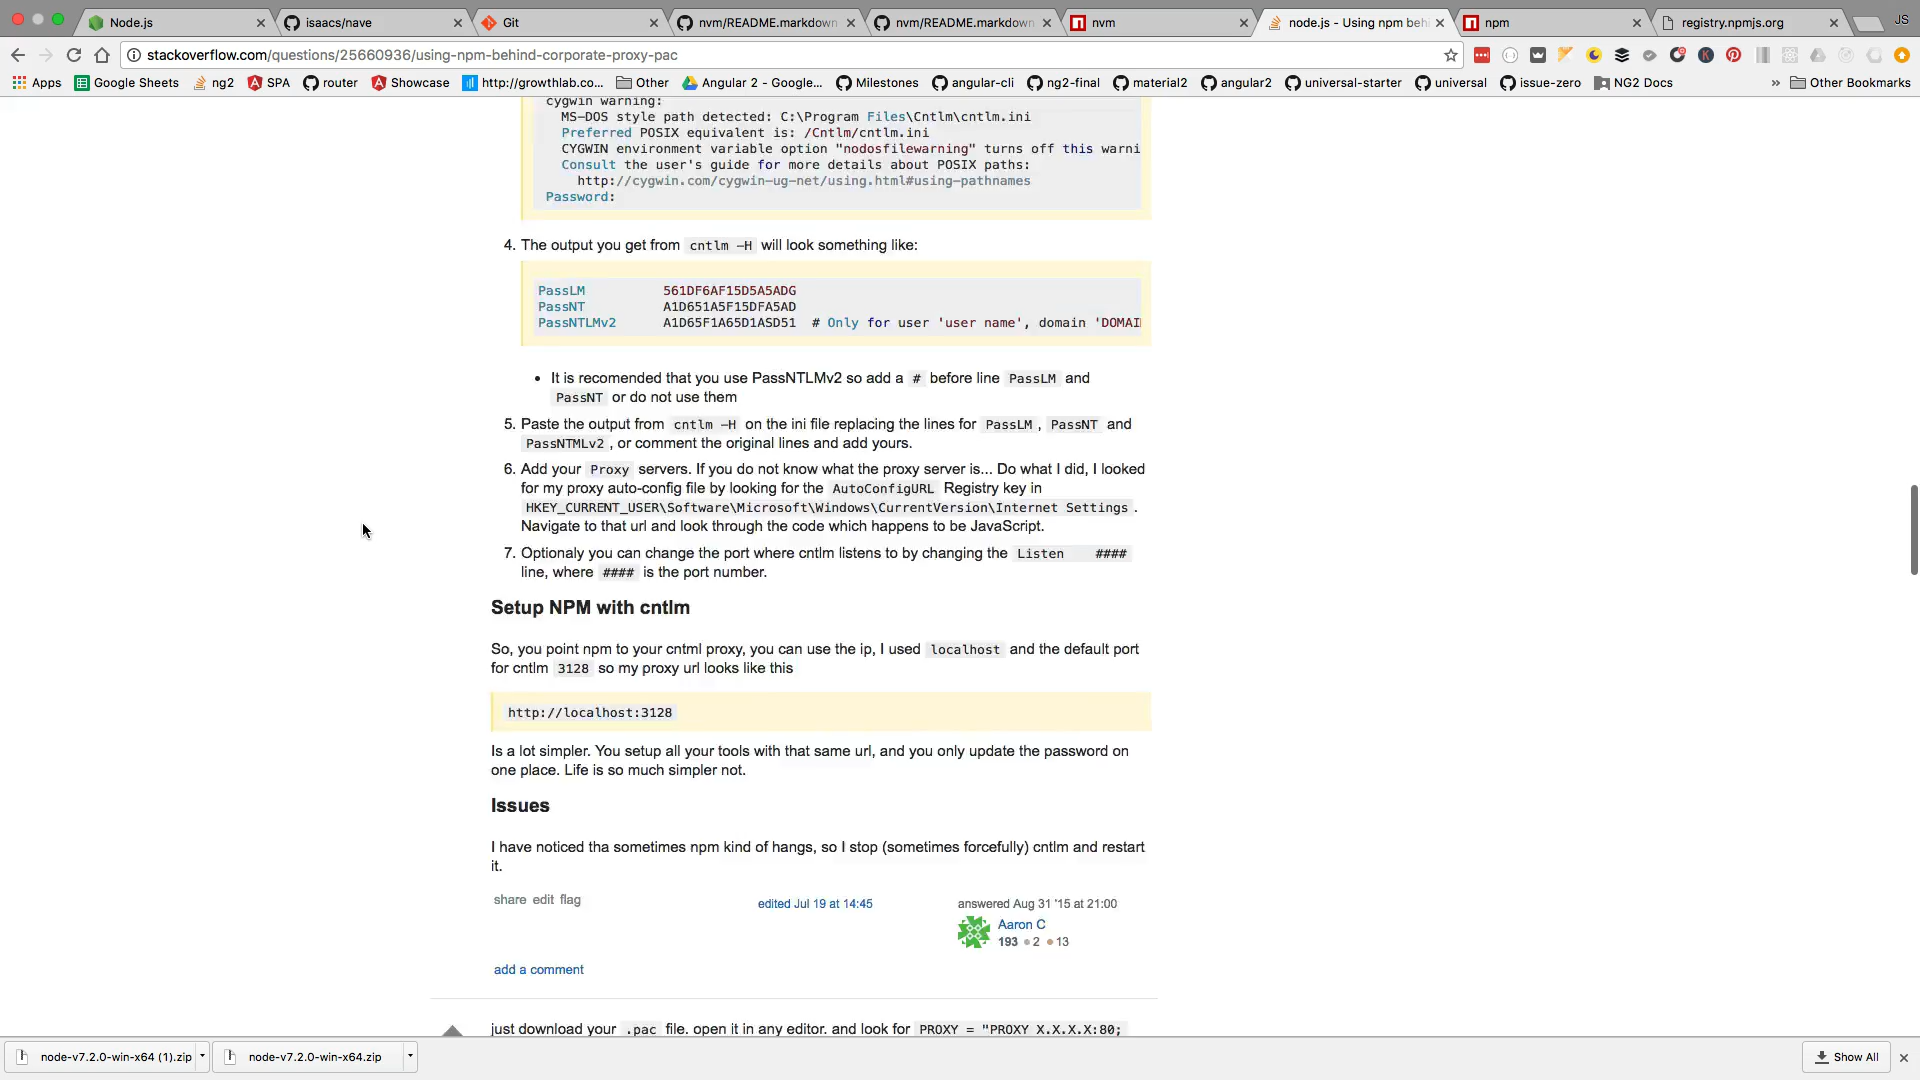 Node.js
isaacs/nave
Git
nvm/README.markdown
nvm/README.markdown
nvm
node.js - Using npm behi
npm
registry.npmjs.org
JS
stackoverflow.com/questions/25660936/using-npm-behind-corporate-proxy-pac
Apps
Google Sheets
ng2
SPA
router
Showcase
http://growthlab.co...
Other
Angular 2 - Google...
Milestones
angular-cli
ng2-final
material2
angular2
universal-starter
universal
issue-zero
NG2 Docs
»
Other Bookmarks
cygwin warning:
MS-DOS style path detected: C:\Program Files\Cntlm\cntlm.ini
Preferred POSIX equivalent is: /Cntlm/cntlm.ini
CYGWIN environment variable option "nodosfilewarning" turns off this warni
Consult the user's guide for more details about POSIX paths:
http://cygwin.com/cygwin-ug-net/using.html#using-pathnames
Password:
4. The output you get from cntlm -H will look something like:
PassLM 561DF6AF15D5A5ADG
PassNT A1D651A5F15DFA5AD
PassNTLMv2 A1D65F1A65D1ASD51 # Only for user 'user name', domain 'DOMAI
• It is recomended that you use PassNTLMv2 so add a # before line PassLM and
PassNT or do not use them
5. Paste the output from cntlm -H on the ini file replacing the lines for PassLM , PassNT and
PassNTMLv2 , or comment the original lines and add yours.
6. Add your Proxy servers. If you do not know what the proxy server is... Do what I did, I looked
for my proxy auto-config file by looking for the AutoConfigURL Registry key in
HKEY_CURRENT_USER\Software\Microsoft\Windows\CurrentVersion\Internet Settings .
Navigate to that url and look through the code which happens to be JavaScript.
7. Optionaly you can change the port where cntlm listens to by changing the Listen ####
line, where #### is the port number.
Setup NPM with cntlm
So, you point npm to your cntml proxy, you can use the ip, I used localhost and the default port
for cntlm 3128 so my proxy url looks like this
http://localhost:3128
Is a lot simpler. You setup all your tools with that same url, and you only update the password on
one place. Life is so much simpler not.
Issues
I have noticed tha sometimes npm kind of hangs, so I stop (sometimes forcefully) cntlm and restart
it.
share edit flag
edited Jul 19 at 14:45
answered Aug 31 '15 at 21:00
Aaron C
193 ●2 ●13
add a comment
just download your .pac file. open it in any editor. and look for PROXY = "PROXY X.X.X.X:80;
node-v7.2.0-win-x64 (1).zip
node-v7.2.0-win-x64.zip
Show All